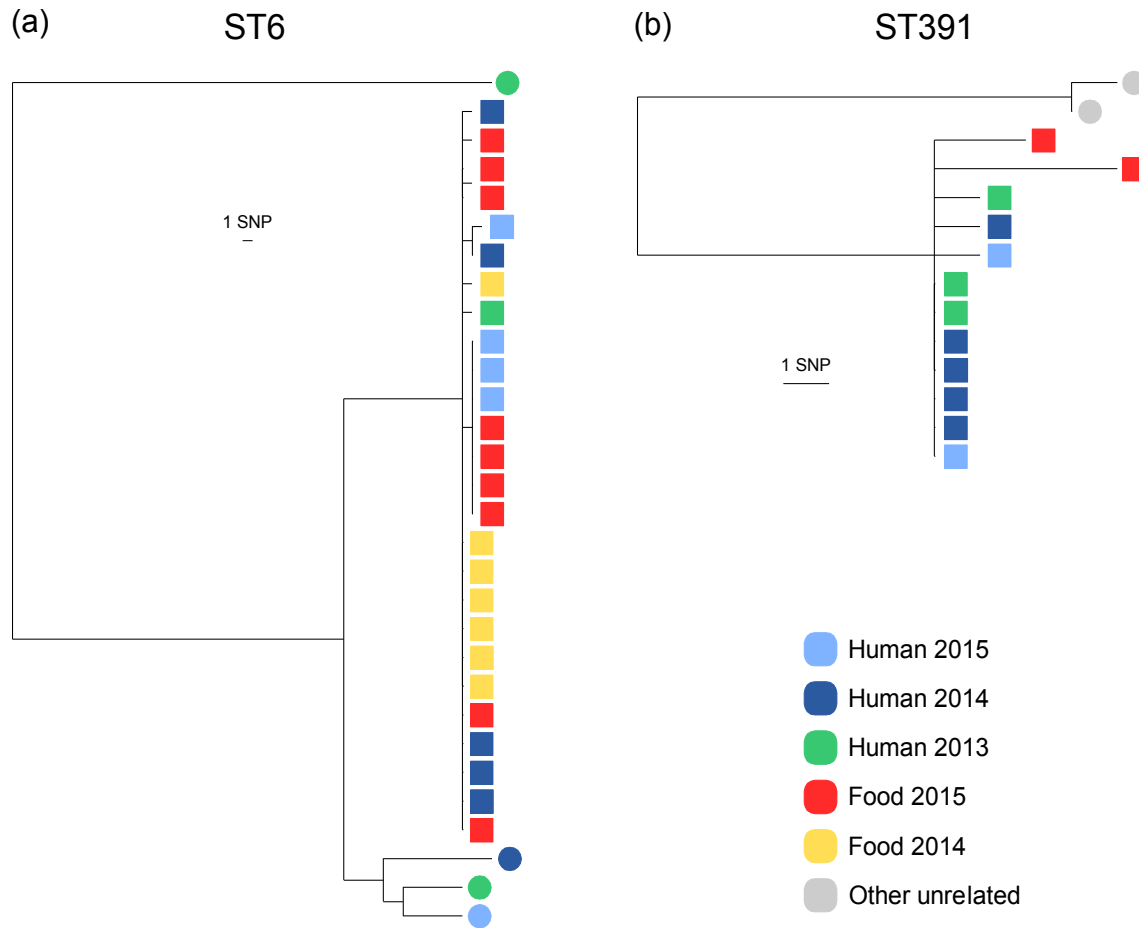 (a) ST6
(b) ST391
1 SNP
1 SNP
Human 2015
Human 2014
Human 2013
Food 2015
Food 2014
Other unrelated